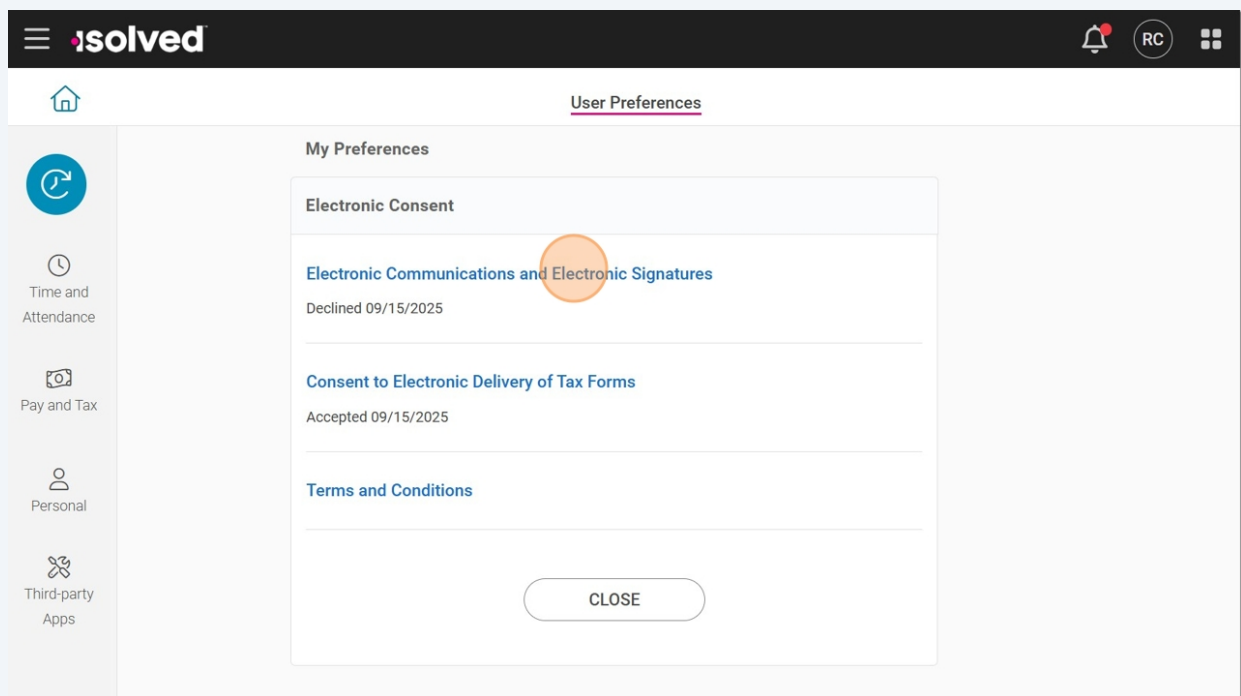 isolved
RC
User Preferences
My Preferences
Electronic Consent
Electronic Communications and Electronic Signatures
Declined 09/15/2025
Consent to Electronic Delivery of Tax Forms
Accepted 09/15/2025
Terms and Conditions
CLOSE
Time and
Attendance
Pay and Tax
Personal
Third-party
Apps